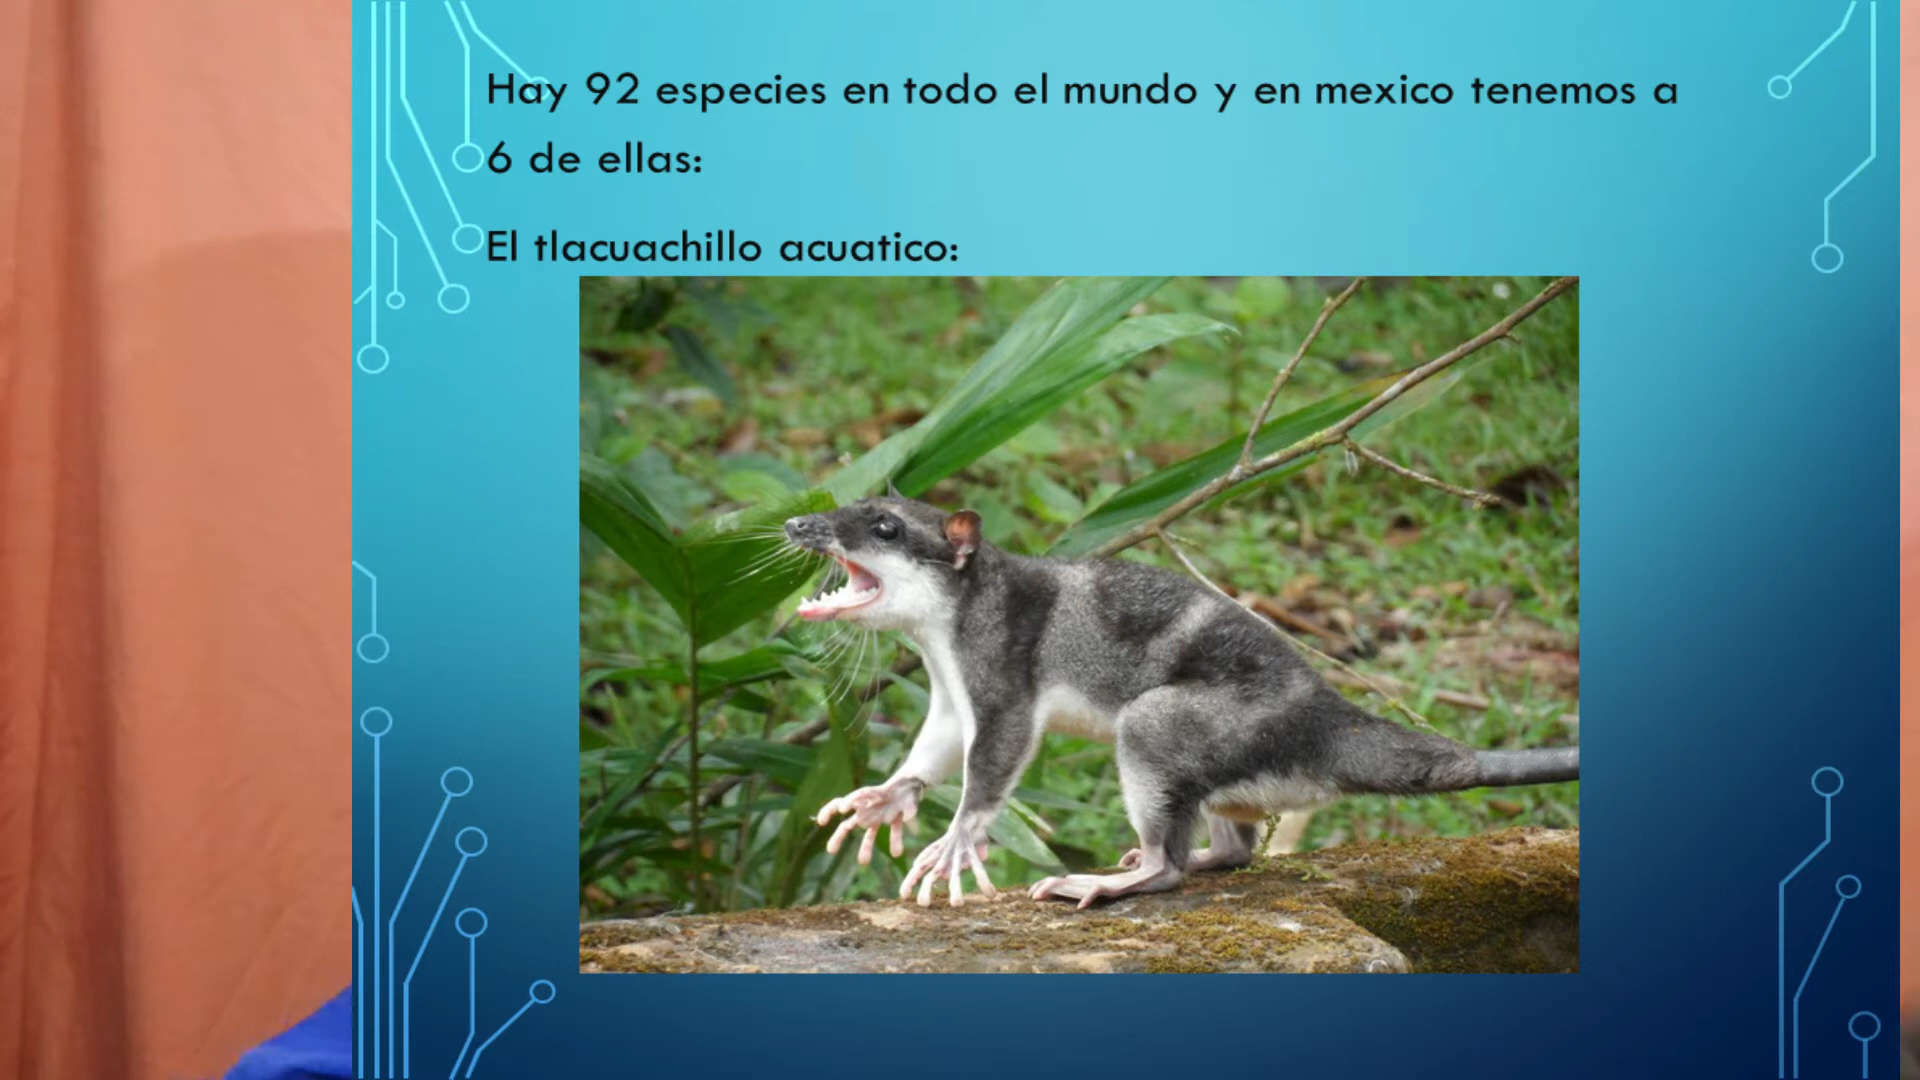 Hay 92 especies en todo el mundo y en mexico tenemos a
6 de ellas:
El tlacuachillo acuatico: